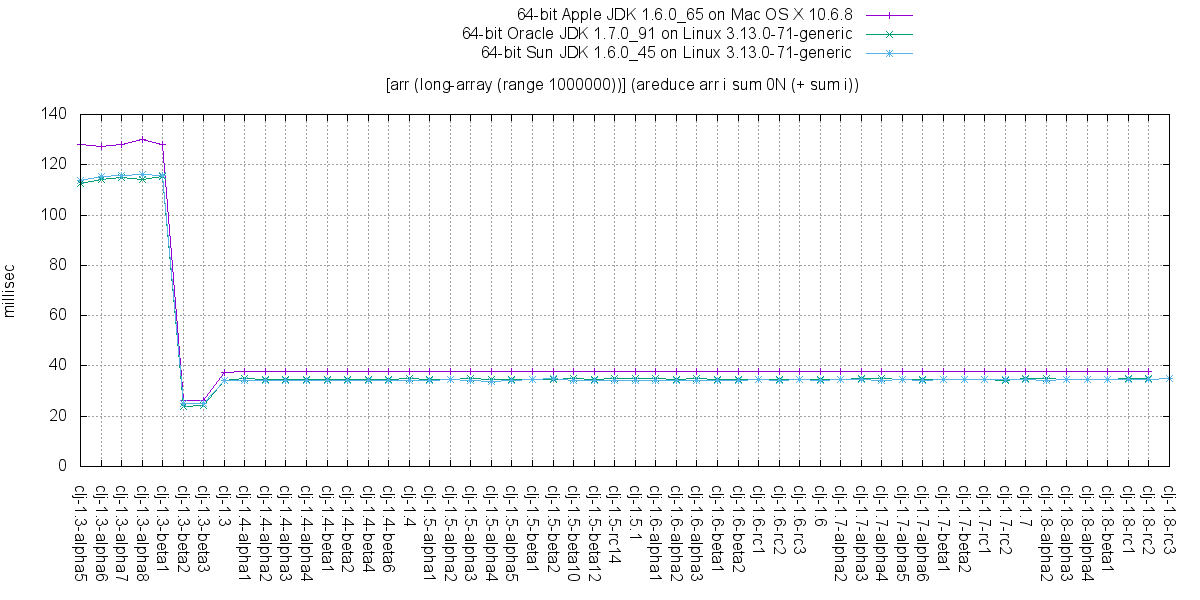 64-bit Apple JDK 1.6.0_65 on Mac OS X 10.6.8
64-bit Oracle JDK 1.7.0_91 on Linux 3.13.0-71-generic
64-bit Sun JDK 1.6.0_45 on Linux 3.13.0-71-generic
[arr (long-array (range 1000000))] (areduce arr i sum 0N (+ sum i))
millisec
140
120
100
80
60
40
20
0
clj-1.3-alpha5
clj-1.3-alpha6
clj-1.3-alpha7
clj-1.3-alpha8
clj-1.3-beta1
clj-1.3-beta2
clj-1.3-beta3
clj-1.3
clj-1.4-alpha1
clj-1.4-alpha2
clj-1.4-alpha3
clj-1.4-alpha4
clj-1.4-beta1
clj-1.4-beta2
clj-1.4-beta4
clj-1.4-beta6
clj-1.4
clj-1.5-alpha1
clj-1.5-alpha2
clj-1.5-alpha3
clj-1.5-alpha4
clj-1.5-alpha5
clj-1.5-beta1
clj-1.5-beta2
clj-1.5-beta10
clj-1.5-beta12
clj-1.5-rc14
clj-1.5.1
clj-1.6-alpha1
clj-1.6-alpha2
clj-1.6-alpha3
clj-1.6-beta1
clj-1.6-beta2
clj-1.6-rc1
clj-1.6-rc2
clj-1.6-rc3
clj-1.6
clj-1.7-alpha2
clj-1.7-alpha3
clj-1.7-alpha4
clj-1.7-alpha5
clj-1.7-alpha6
clj-1.7-beta1
clj-1.7-beta2
clj-1.7-rc1
clj-1.7-rc2
clj-1.7
clj-1.8-alpha2
clj-1.8-alpha3
clj-1.8-alpha4
clj-1.8-beta1
clj-1.8-rc1
clj-1.8-rc2
clj-1.8-rc3